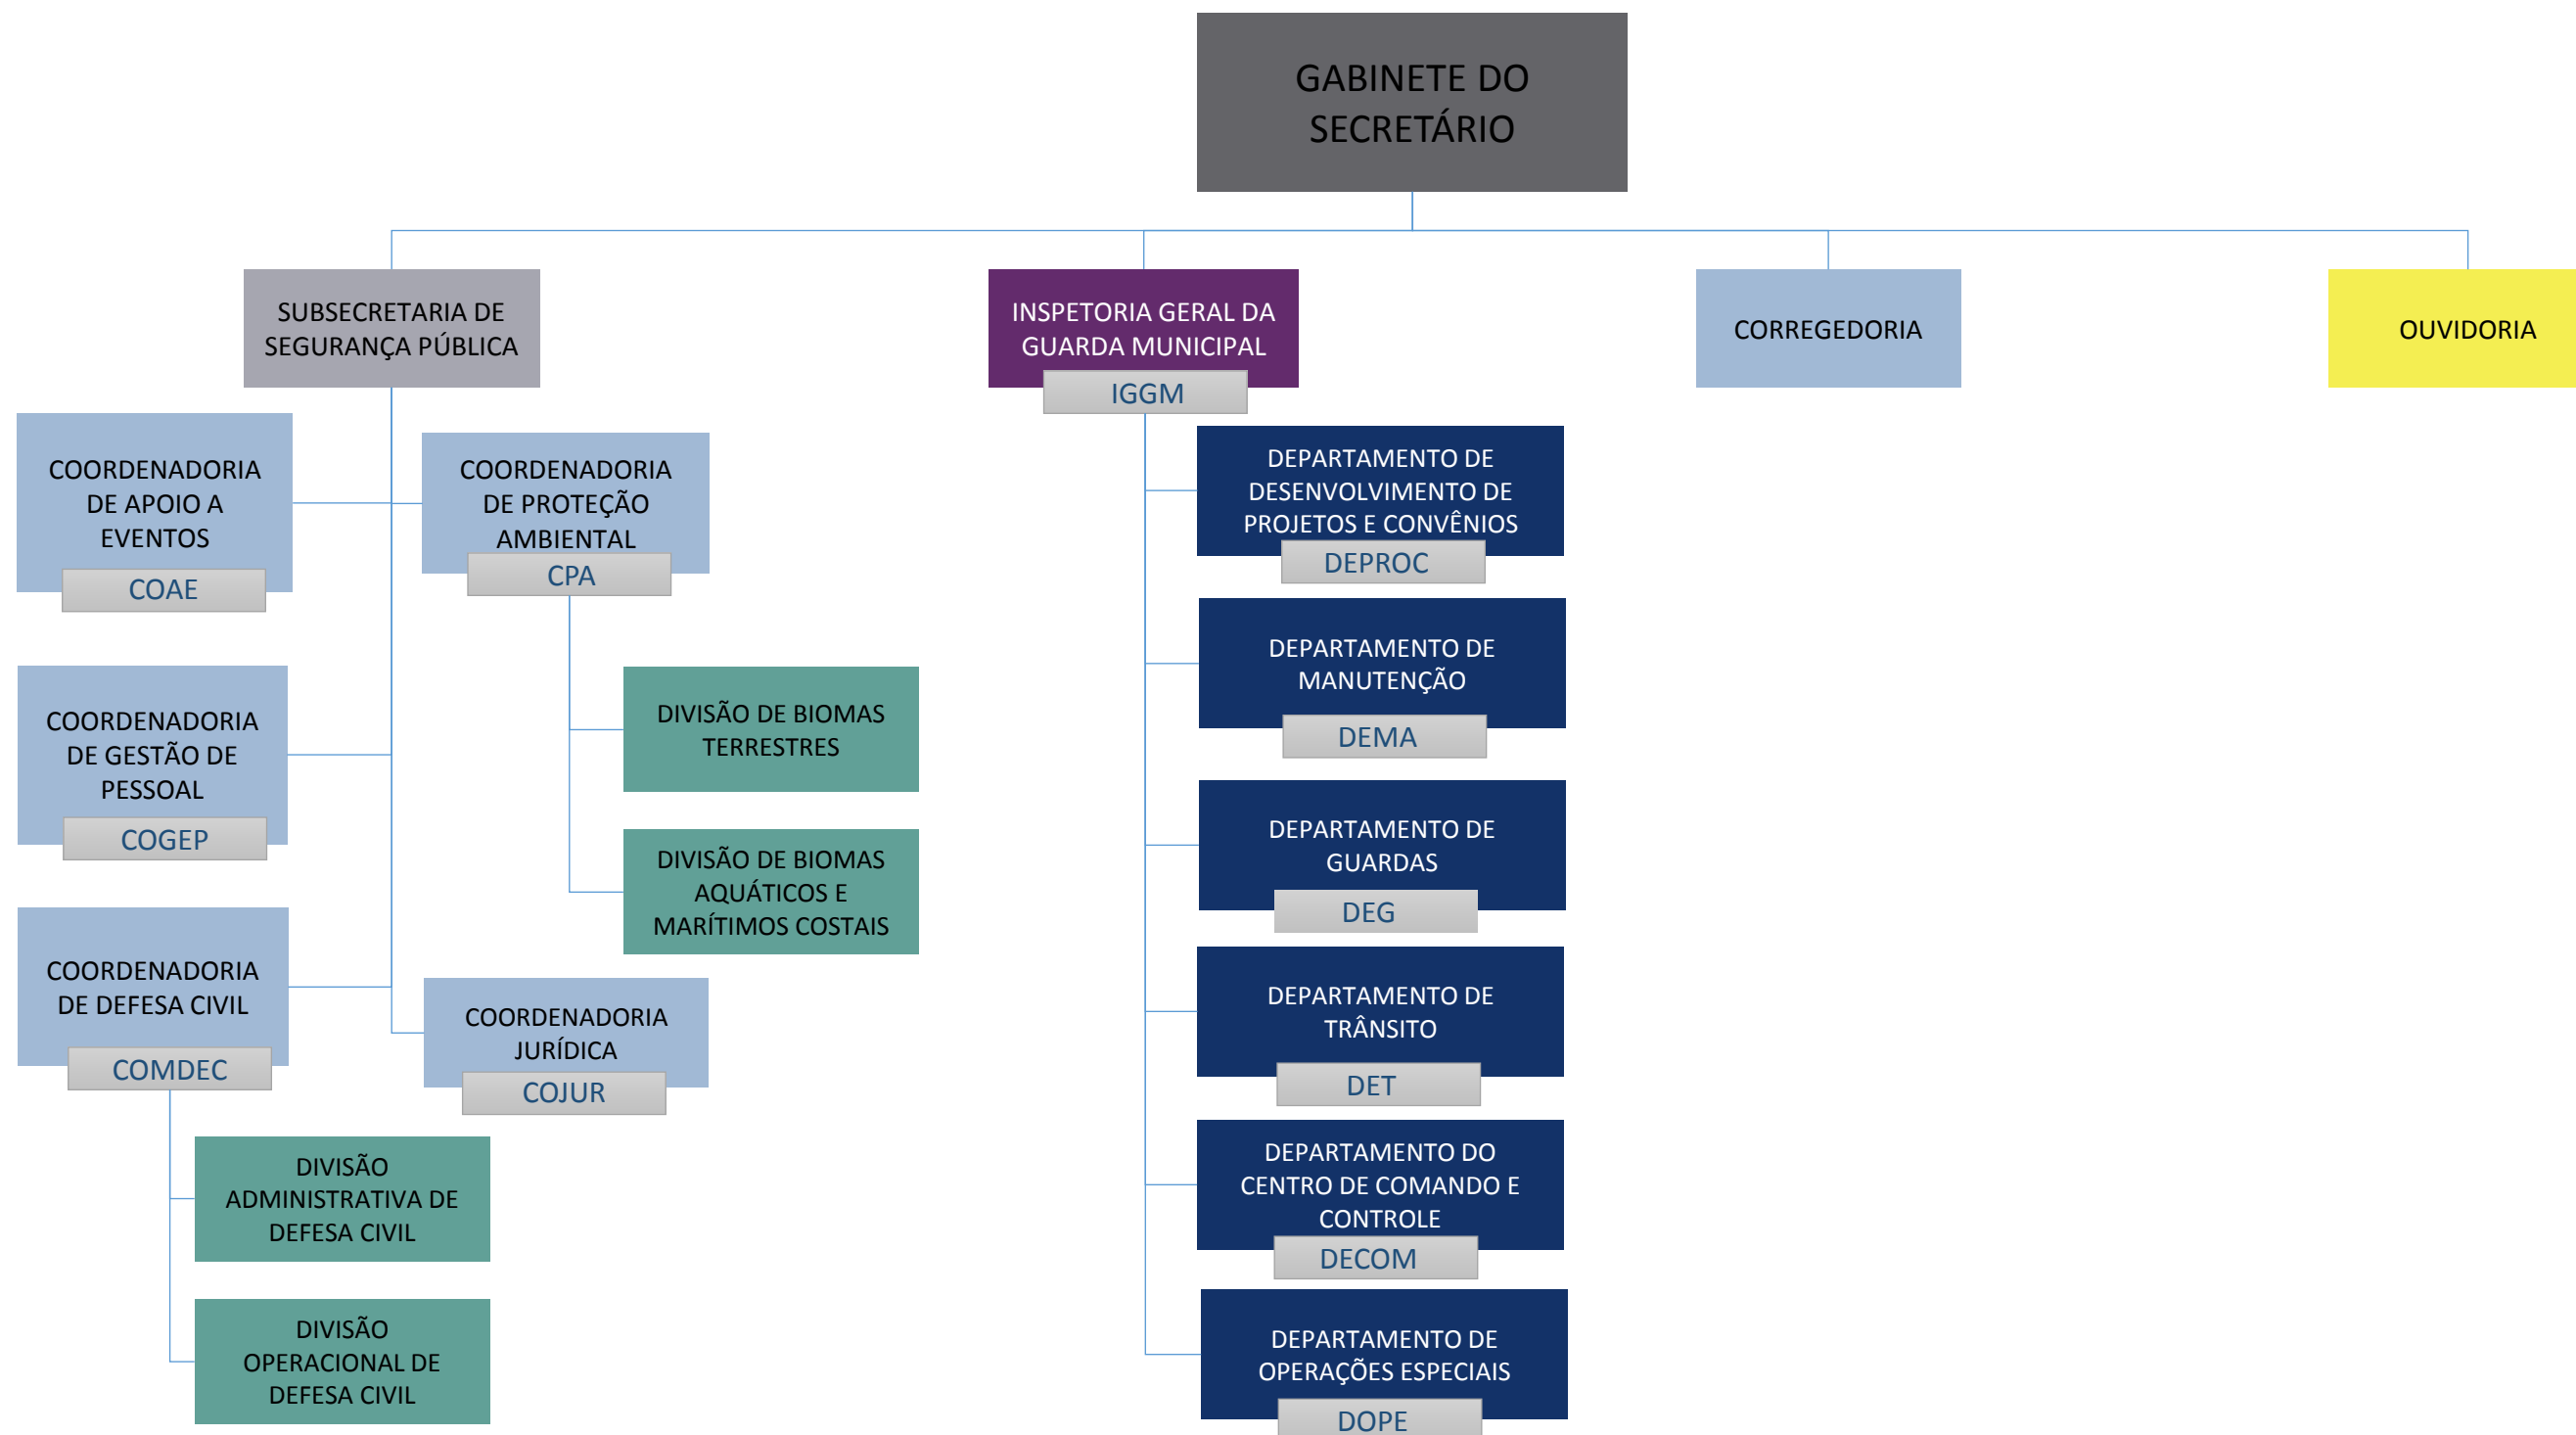 GABINETE DO
SECRETÁRIO
SUBSECRETARIA DE
SEGURANÇA PÚBLICA
INSPETORIA GERAL DA
GUARDA MUNICIPAL
IGGM
CORREGEDORIA
OUVIDORIA
COORDENADORIA
DE APOIO A
EVENTOS
COAE
COORDENADORIA
DE PROTEÇÃO
AMBIENTAL
CPA
COORDENADORIA
DE GESTÃO DE
PESSOAL
COGEP
DIVISÃO DE BIOMAS
TERRESTRES
DIVISÃO DE BIOMAS
AQUÁTICOS E
MARÍTIMOS COSTAIS
COORDENADORIA
DE DEFESA CIVIL
COMDEC
COORDENADORIA
JURÍDICA
COJUR
DIVISÃO
ADMINISTRATIVA DE
DEFESA CIVIL
DIVISÃO
OPERACIONAL DE
DEFESA CIVIL
DEPARTAMENTO DE
DESENVOLVIMENTO DE
PROJETOS E CONVÊNIOS
DEPROC
DEPARTAMENTO DE
MANUTENÇÃO
DEMA
DEPARTAMENTO DE
GUARDAS
DEG
DEPARTAMENTO DE
TRÂNSITO
DET
DEPARTAMENTO DO
CENTRO DE COMANDO E
CONTROLE
DECOM
DEPARTAMENTO DE
OPERAÇÕES ESPECIAIS
DOPE